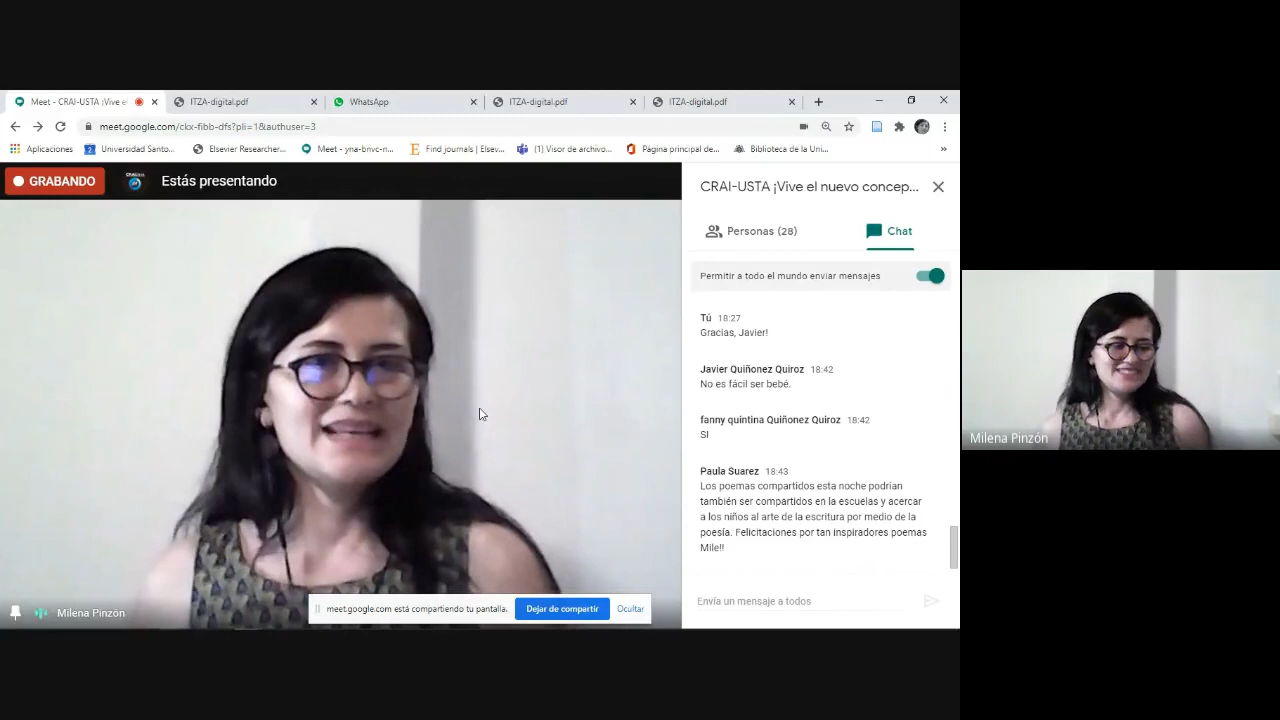 Meet - CRAI-USTA ¡Vive el
ITZA-digital.pdf
WhatsApp
ITZA-digital.pdf
ITZA-digital.pdf
meet.google.com/ckx-fibb-dfs?pli=1&authuser=3
Aplicaciones
Universidad Santo...
Elsevier Researcher...
Meet - yna-bnvc-n...
Find journals | Elsev...
(1) Visor de archivo...
Página principal de...
Biblioteca de la Uni...
GRABANDO
Estás presentando
CRAI-USTA ¡Vive el nuevo concep...
Personas (28)
Chat
Permitir a todo el mundo enviar mensajes
Tú 18:27
Gracias, Javier!
Javier Quiñonez Quiroz 18:42
No es fácil ser bebé.
fanny quintina Quiñonez Quiroz 18:42
SI
Paula Suarez 18:43
Los poemas compartidos esta noche podrian
también ser compartidos en la escuelas y acercar
a los niños al arte de la escritura por medio de la
poesía. Felicitaciones por tan inspiradores poemas
Mile!!
Envía un mensaje a todos
Milena Pinzón
meet.google.com está compartiendo tu pantalla.
Dejar de compartir
Ocultar
Milena Pinzón